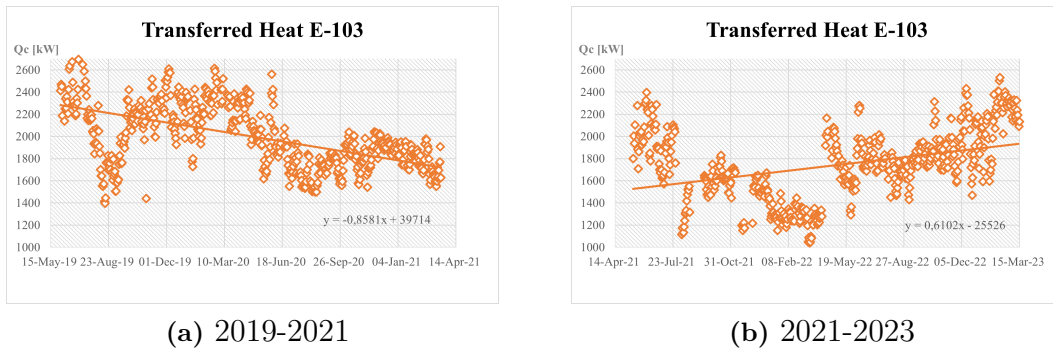 Transferred Heat E-103
Qc [kW]
2600
2400
2200
2000
1800
1600
1400
1200
1000
y = -0,8581x + 39714
15-May-19 23-Aug-19 01-Dec-19 10-Mar-20 18-Jun-20 26-Sep-20 04-Jan-21 14-Apr-21
(a) 2019-2021
Transferred Heat E-103
Qc [kW]
2600
2400
2200
2000
1800
1600
1400
1200
1000
y = 0,6102x - 25526
14-Apr-21 23-Jul-21 31-Oct-21 08-Feb-22 19-May-22 27-Aug-22 05-Dec-22 15-Mar-23
(b) 2021-2023